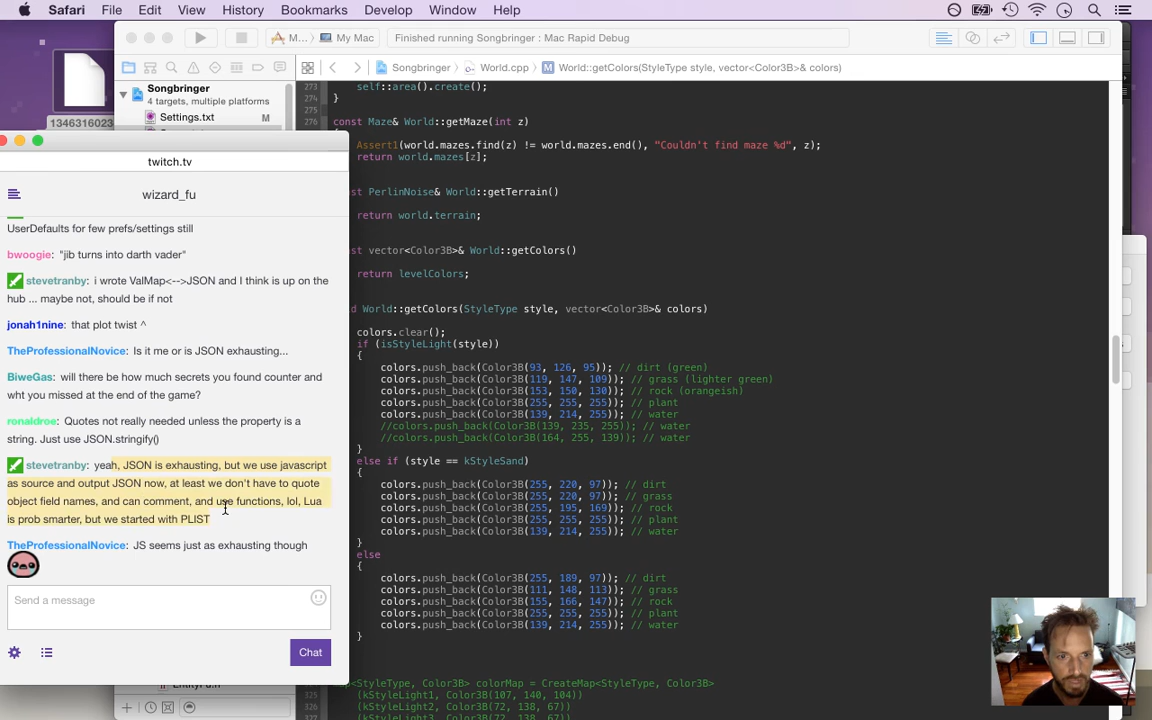 Safari File Edit View History Bookmarks Develop Window Help
M... My Mac Finished running Songbringer : Mac Rapid Debug
Songbringer World.cpp M World::getColors(StyleType style, vector<Color3B>& colors)
Songbringer
4 targets, multiple platforms
Settings.txt M
1346316023
twitch.tv
wizard_fu
UserDefaults for few prefs/settings still
bwoogie: "jib turns into darth vader"
stevetranby: i wrote ValMap<-->JSON and I think is up on the
hub ... maybe not, should be if not
jonah1nine: that plot twist ^
TheProfessionalNovice: Is it me or is JSON exhausting...
BiweGas: will there be how much secrets you found counter and
wht you missed at the end of the game?
ronaldroe: Quotes not really needed unless the property is a
string. Just use JSON.stringify()
stevetranby: yeah, JSON is exhausting, but we use javascript
as source and output JSON now, at least we don't have to quote
object field names, and can comment, and use functions, lol, Lua
is prob smarter, but we started with PLIST
TheProfessionalNovice: JS seems just as exhausting though
Send a message
Chat
273 self::area().create();
274 }
275
276 const Maze& World::getMaze(int z)
Assert1(world.mazes.find(z) != world.mazes.end(), "Couldn't find maze %d", z);
return world.mazes[z];
st PerlinNoise& World::getTerrain()
return world.terrain;
st vector<Color3B>& World::getColors()
return levelColors;
d World::getColors(StyleType style, vector<Color3B>& colors)
colors.clear();
if (isStyleLight(style))
{
colors.push_back(Color3B(93, 126, 95)); // dirt (green)
colors.push_back(Color3B(119, 147, 109)); // grass (lighter green)
colors.push_back(Color3B(153, 150, 130)); // rock (orangeish)
colors.push_back(Color3B(255, 255, 255)); // plant
colors.push_back(Color3B(139, 214, 255)); // water
//colors.push_back(Color3B(139, 235, 255)); // water
//colors.push_back(Color3B(164, 255, 139)); // water
}
else if (style == kStyleSand)
{
colors.push_back(Color3B(255, 220, 97)); // dirt
colors.push_back(Color3B(255, 220, 97)); // grass
colors.push_back(Color3B(255, 195, 169)); // rock
colors.push_back(Color3B(255, 255, 255)); // plant
colors.push_back(Color3B(139, 214, 255)); // water
}
else
{
colors.push_back(Color3B(255, 189, 97)); // dirt
colors.push_back(Color3B(111, 148, 113)); // grass
colors.push_back(Color3B(155, 166, 147)); // rock
colors.push_back(Color3B(255, 255, 255)); // plant
colors.push_back(Color3B(139, 214, 255)); // water
}
<StyleType, Color3B> colorMap = CreateMap<StyleType, Color3B>
325 (kStyleLight1, Color3B(107, 140, 104))
326 (kStyleLight2, Color3B(72, 138, 67))